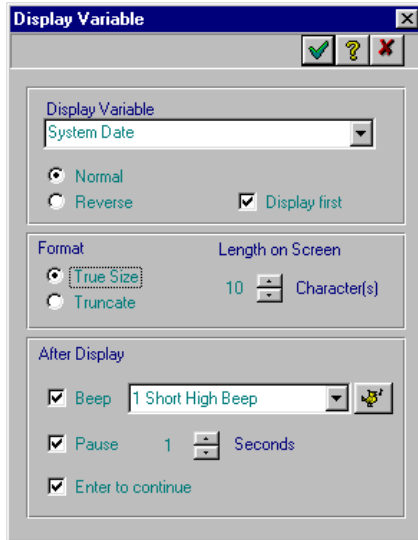 Display Variable
?
Display Variable
System Date
Normal
Reverse
Display first
Format
Length on Screen
True Size
10 Character(s)
Truncate
After Display
Beep 1 Short High Beep
Pause 1 Seconds
Enter to continue